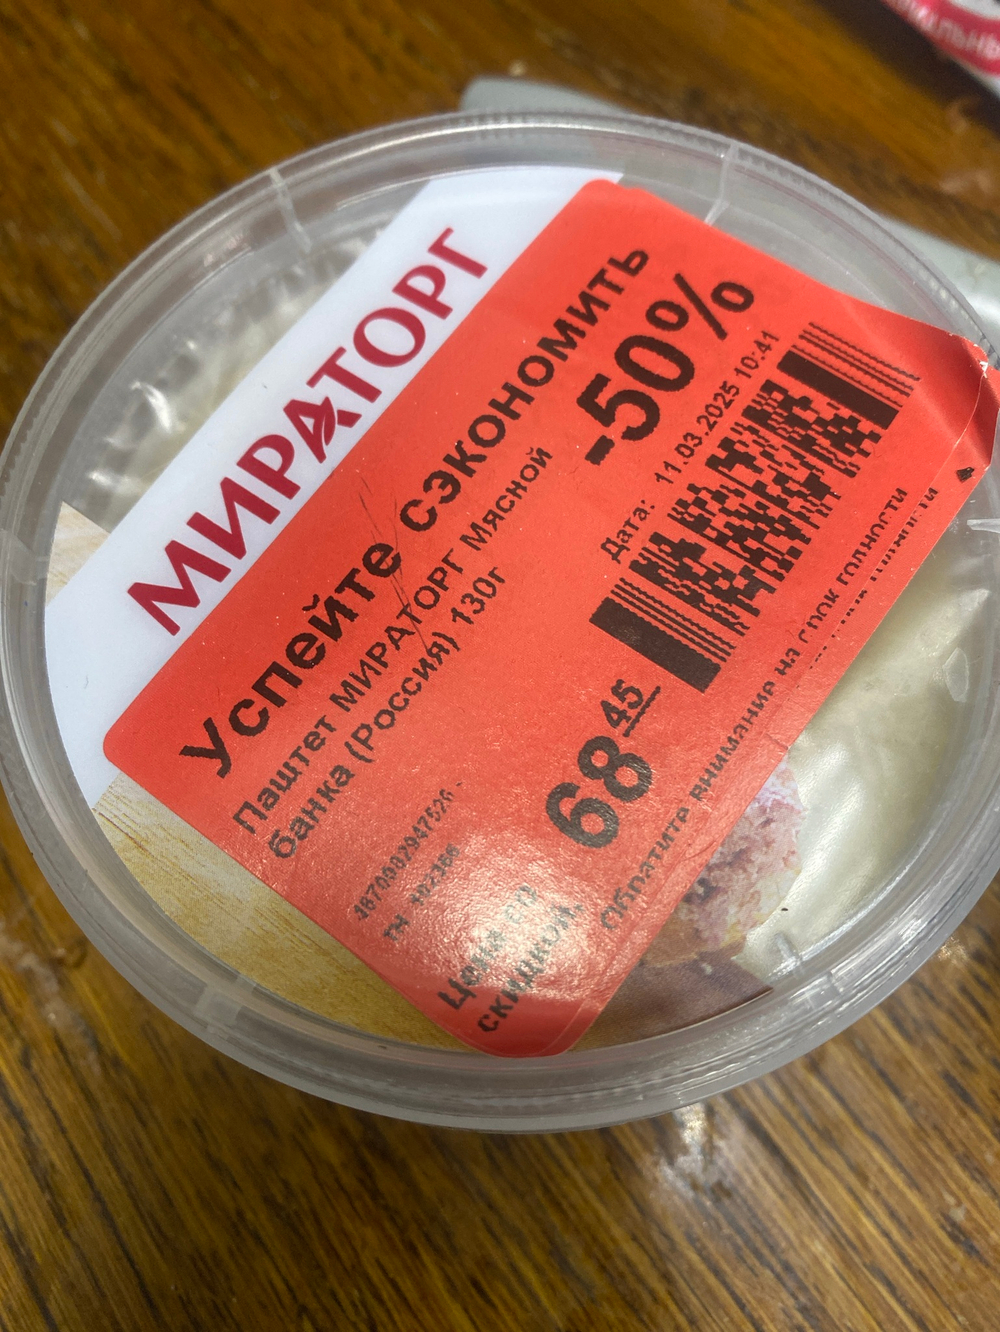 МИРАТОРГ
Успейте сэкономить
Паштет МИРАТОРГ Мясной
банка (Россия) 130г
-50%
Дата: 11.03.2025 10:41
68 45
Цена со
скидкой
Обратите внимание на срок годности